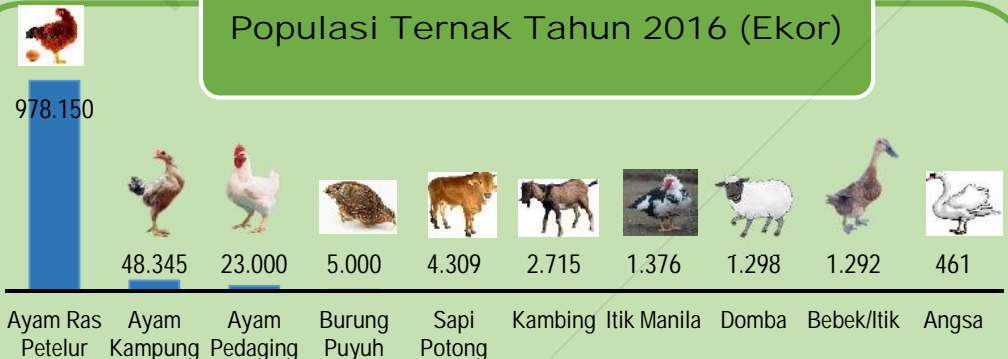 Populasi Ternak Tahun 2016 (Ekor)
978.150
48.345 23.000 5.000 4.309 2.715 1.376 1.298 1.292 461
Ayam Ras Ayam Ayam Burung Sapi Kambing Itik Manila Domba Bebek/Itik Angsa
Petelur Kampung Pedaging Puyuh Potong